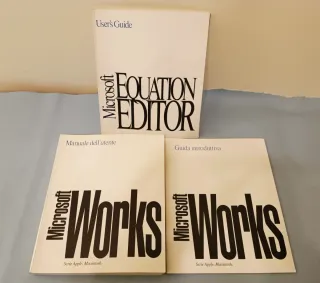 User's Guide
Microsoft
EQUATION
EDITOR
Manuale dell'utente
Microsoft
Works
Serie Apple Macintosh
Guida introduttiva
Microsoft
Works
Serie Apple Macintosh